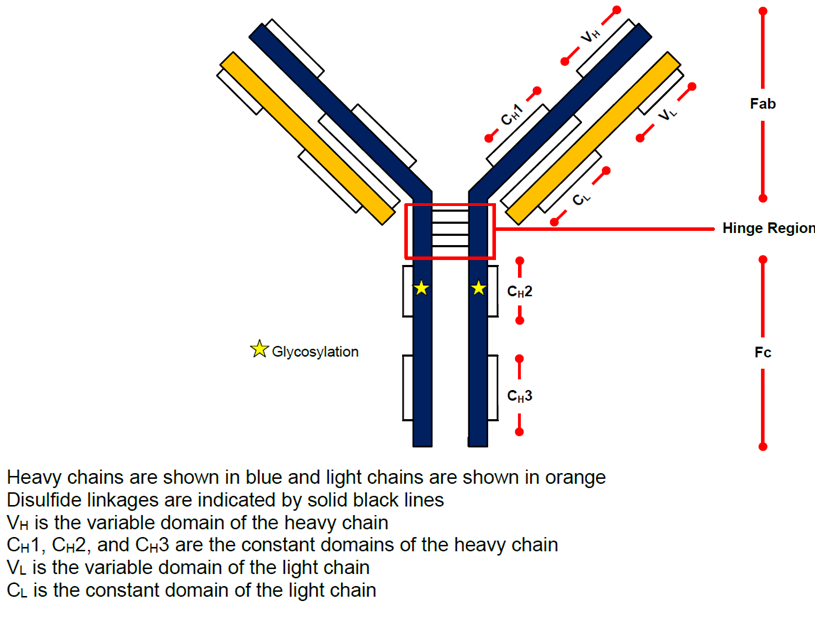 VH
CH1
Fab
VL
CL
Hinge Region
CH2
Glycosylation
Fc
CH3
Heavy chains are shown in blue and light chains are shown in orange
Disulfide linkages are indicated by solid black lines
VH is the variable domain of the heavy chain
CH1, CH2, and CH3 are the constant domains of the heavy chain
VL is the variable domain of the light chain
CL is the constant domain of the light chain